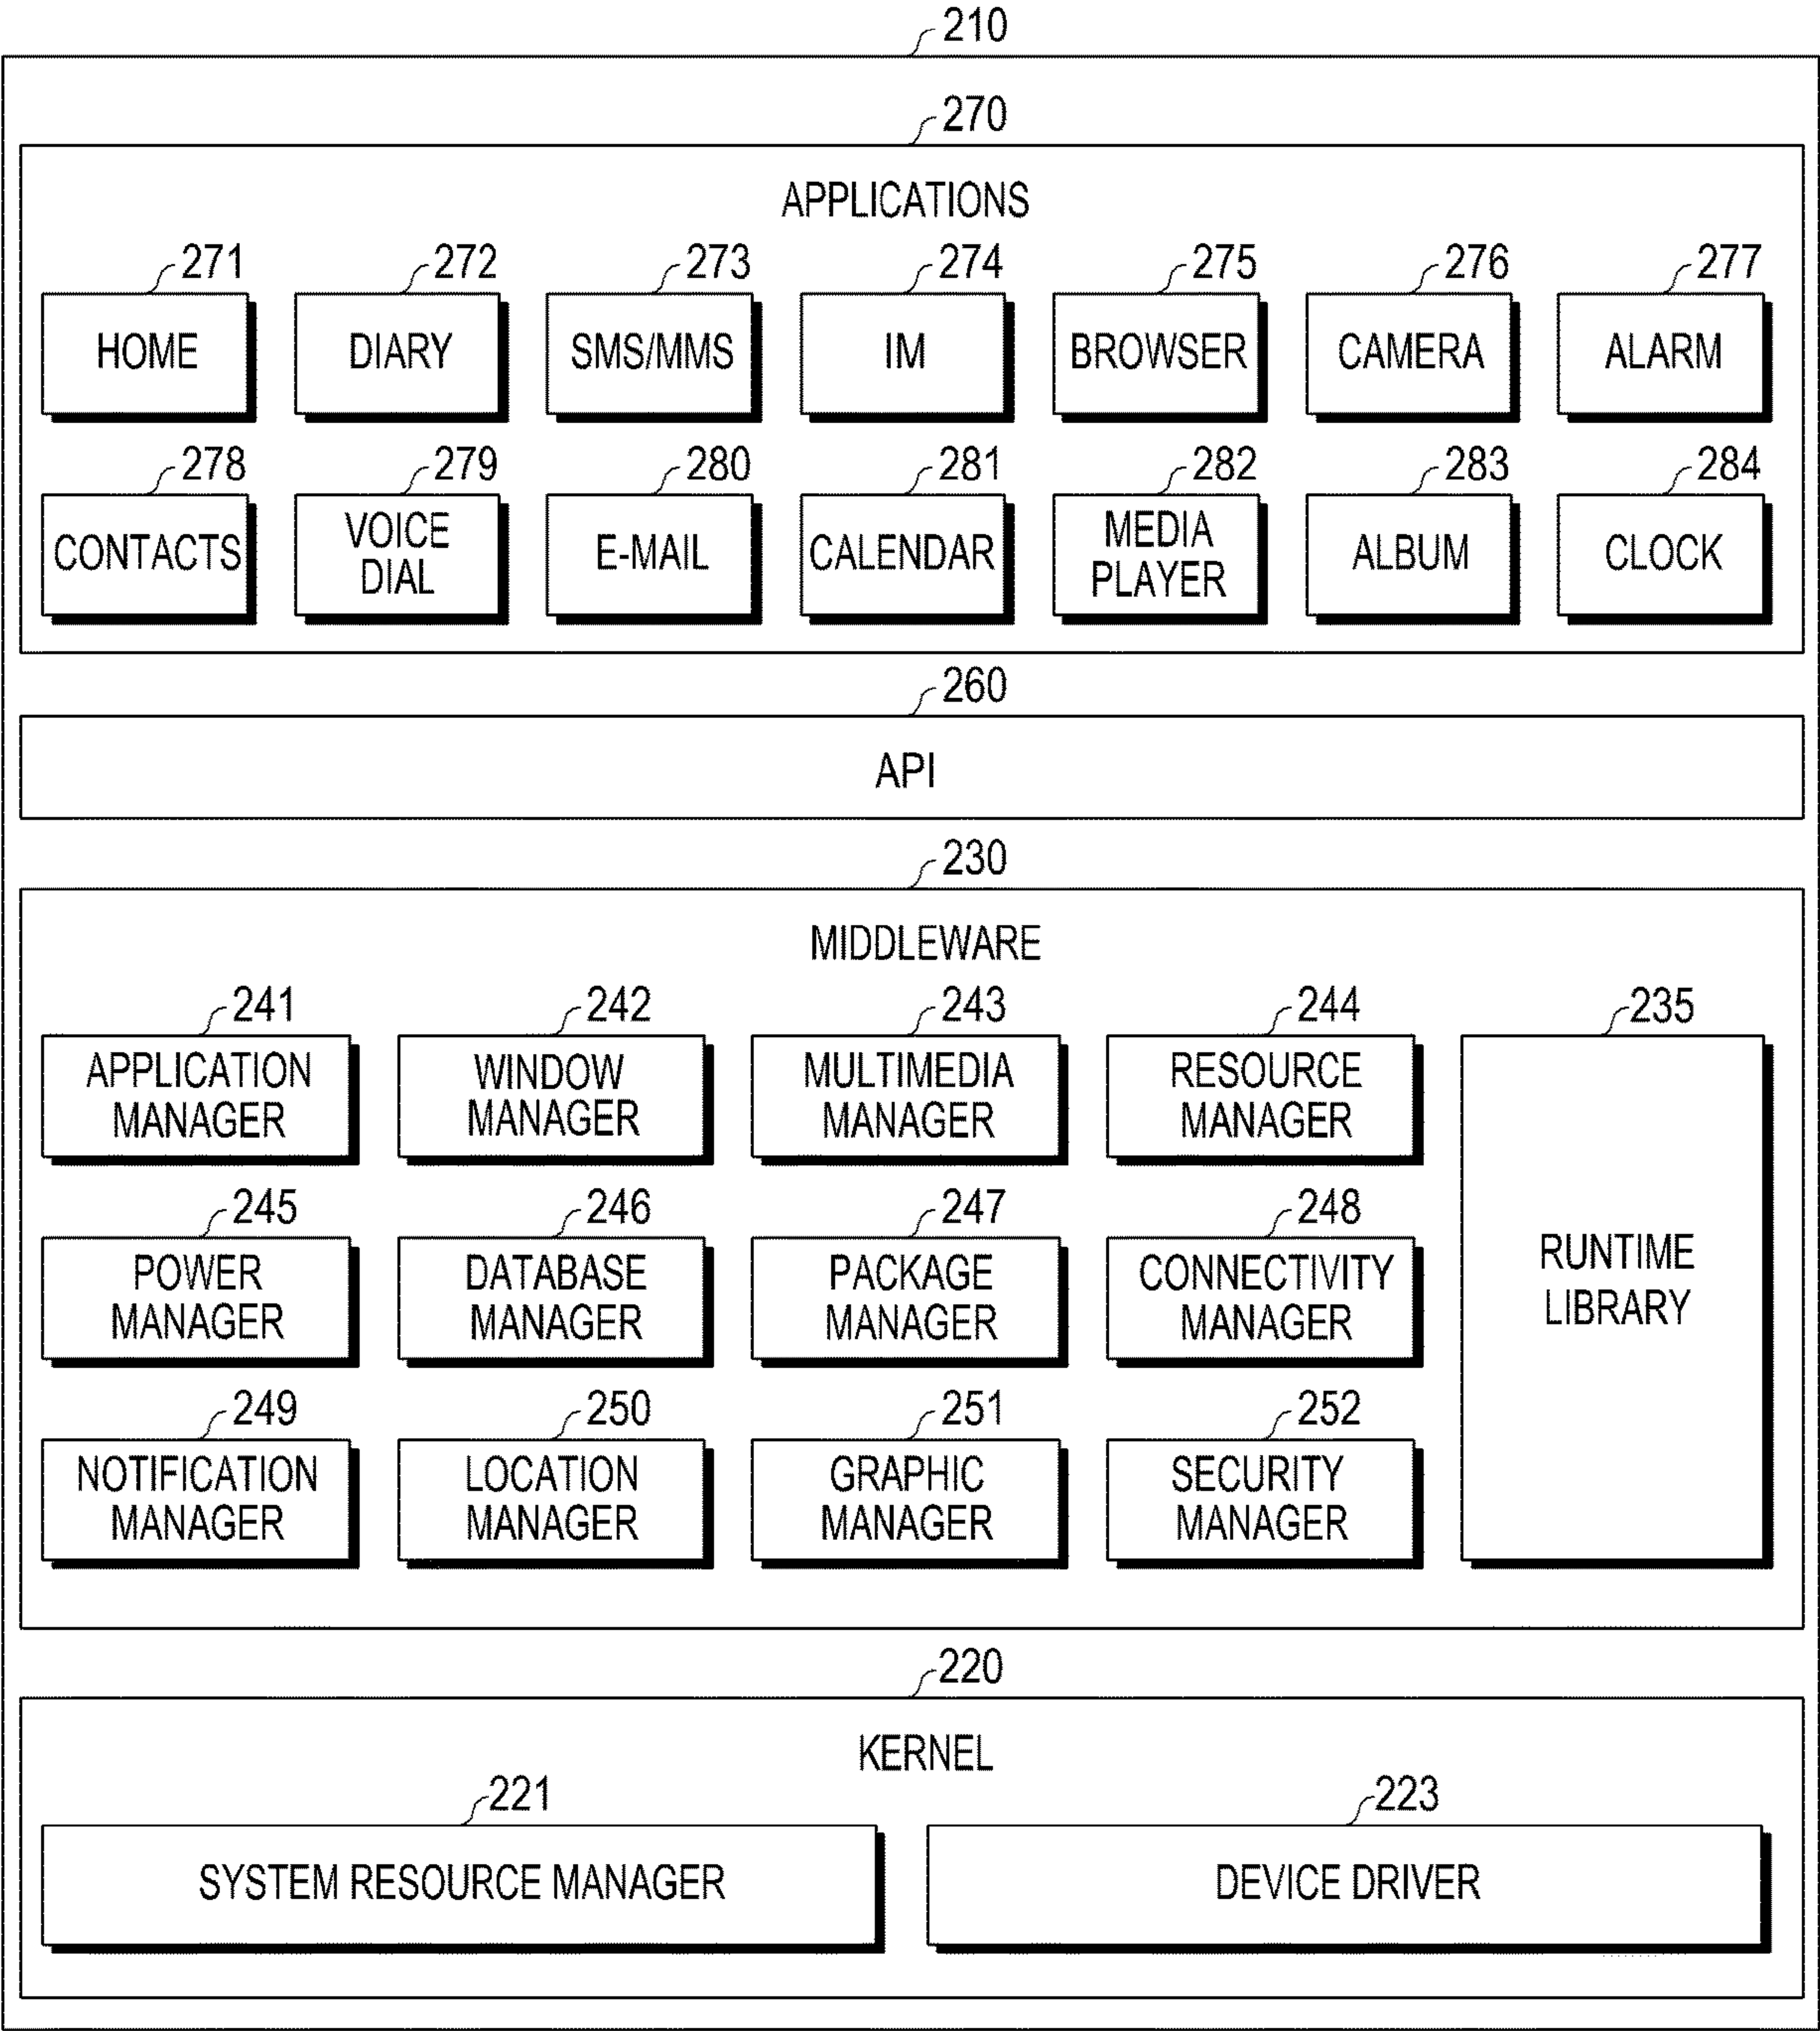 210
270
APPLICATIONS
271 272 273 274 275 276 277
HOME DIARY SMS/MMS IM BROWSER CAMERA ALARM
278 279 280 281 282 283 284
CONTACTS VOICE DIAL E-MAIL CALENDAR MEDIA PLAYER ALBUM CLOCK
260
API
230
MIDDLEWARE
241 242 243 244 235
APPLICATION MANAGER WINDOW MANAGER MULTIMEDIA MANAGER RESOURCE MANAGER
245 246 247 248
POWER MANAGER DATABASE MANAGER PACKAGE MANAGER CONNECTIVITY MANAGER RUNTIME LIBRARY
249 250 251 252
NOTIFICATION MANAGER LOCATION MANAGER GRAPHIC MANAGER SECURITY MANAGER
220
KERNEL
221 223
SYSTEM RESOURCE MANAGER DEVICE DRIVER